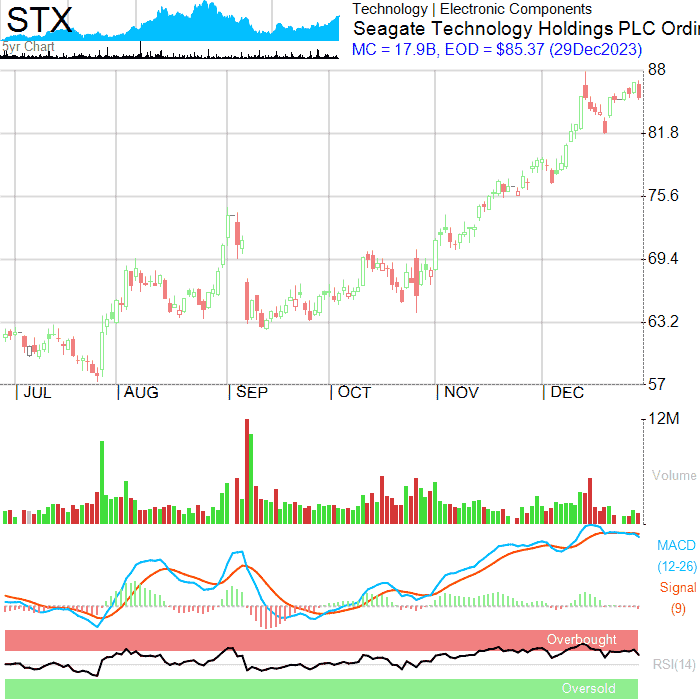 STX
5yr Chart
Technology | Electronic Components
Seagate Technology Holdings PLC Ordi
MC = 17.9B, EOD = $85.37 (29Dec2023)
88
81.8
75.6
69.4
63.2
57
JUL AUG SEP OCT NOV DEC
12M
Volume
MACD
(12-26)
Signal
(9)
Overbought
RSI(14)
Oversold